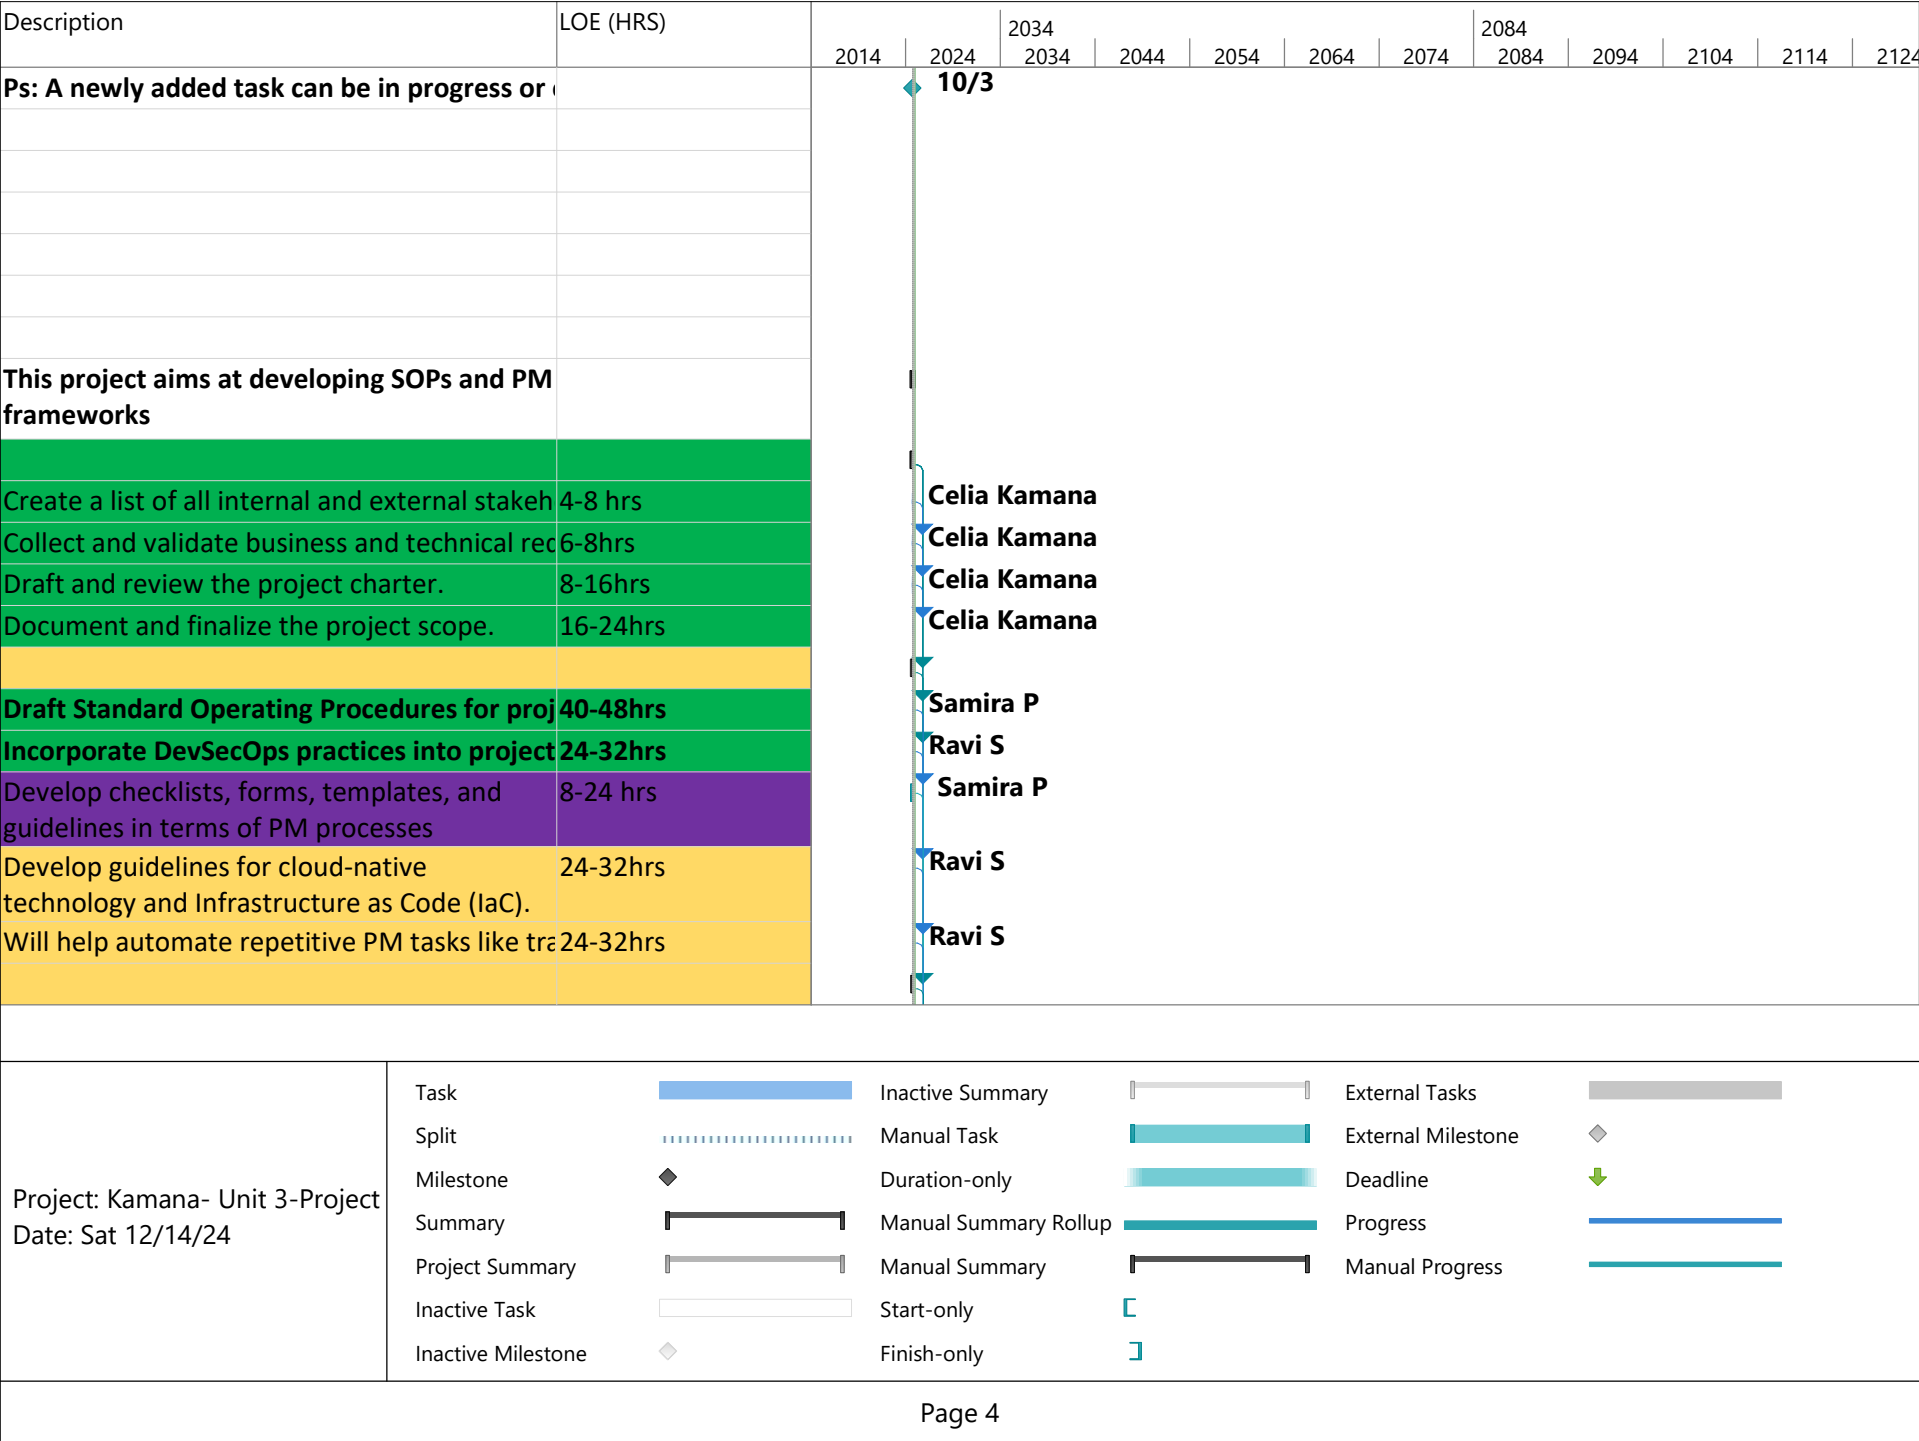 Description LOE (HRS) 2034 2084
2014 2024 2034 2044 2054 2064 2074 2084 2094 2104 2114 2124
Ps: A newly added task can be in progress or 10/3
This project aims at developing SOPs and PM
frameworks
Create a list of all internal and external stakeh 4-8 hrs Celia Kamana
Collect and validate business and technical req 6-8hrs Celia Kamana
Draft and review the project charter. 8-16hrs Celia Kamana
Document and finalize the project scope. 16-24hrs Celia Kamana
Draft Standard Operating Procedures for proj 40-48hrs Samira P
Incorporate DevSecOps practices into project 24-32hrs Ravi S
Develop checklists, forms, templates, and 8-24 hrs Samira P
guidelines in terms of PM processes
Develop guidelines for cloud-native 24-32hrs Ravi S
technology and Infrastructure as Code (IaC).
Will help automate repetitive PM tasks like tra 24-32hrs Ravi S
Project: Kamana- Unit 3-Project
Date: Sat 12/14/24
Task Inactive Summary External Tasks
Split Manual Task External Milestone
Milestone Duration-only Deadline
Summary Manual Summary Rollup Progress
Project Summary Manual Summary Manual Progress
Inactive Task Start-only
Inactive Milestone Finish-only
Page 4